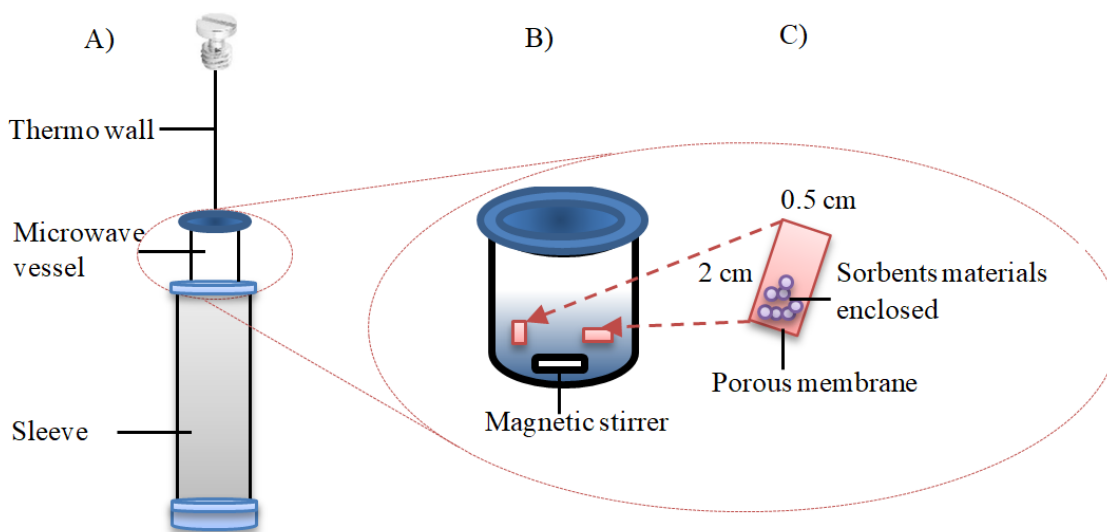 A)
Thermo wall
Microwave
vessel
Sleeve
B)
Magnetic stirrer
C)
0.5 cm
2 cm
Sorbents materials
enclosed
Porous membrane